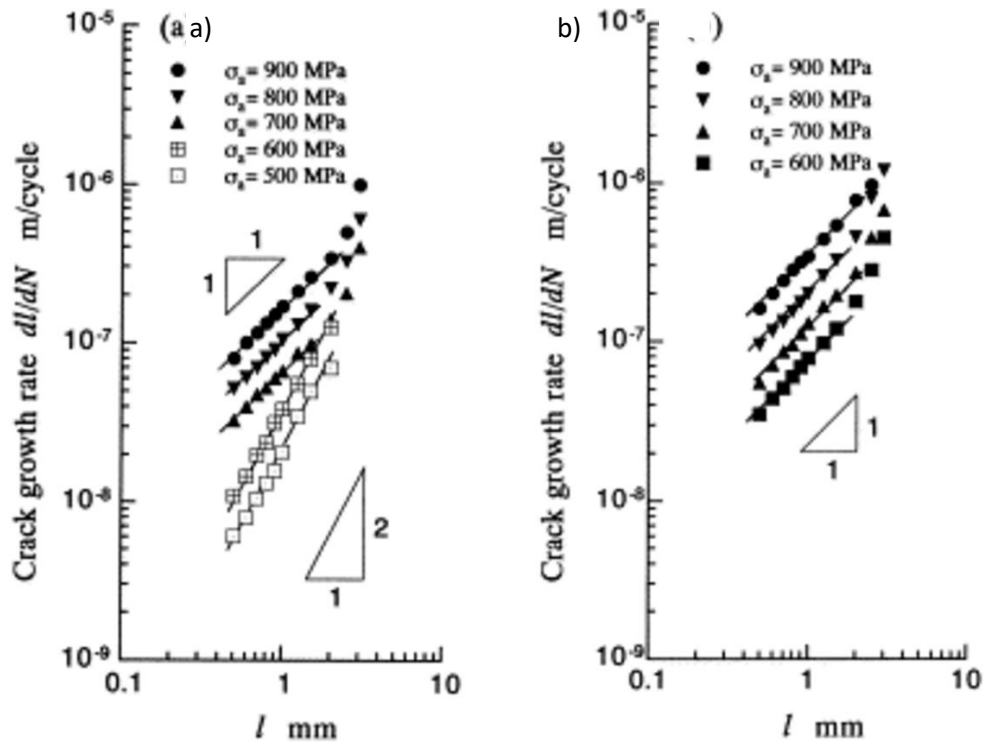 (a a)
σa= 900 MPa
σa= 800 MPa
σa= 700 MPa
σa= 600 MPa
σa= 500 MPa
Crack growth rate dl/dN m/cycle
10-5
10-6
10-7
10-8
10-9
1
1
2
1
0.1
1
10
l mm
b) )
σa= 900 MPa
σa= 800 MPa
σa= 700 MPa
σa= 600 MPa
Crack growth rate dl/dN m/cycle
10-5
10-6
10-7
10-8
10-9
1
1
0.1
1
10
l mm